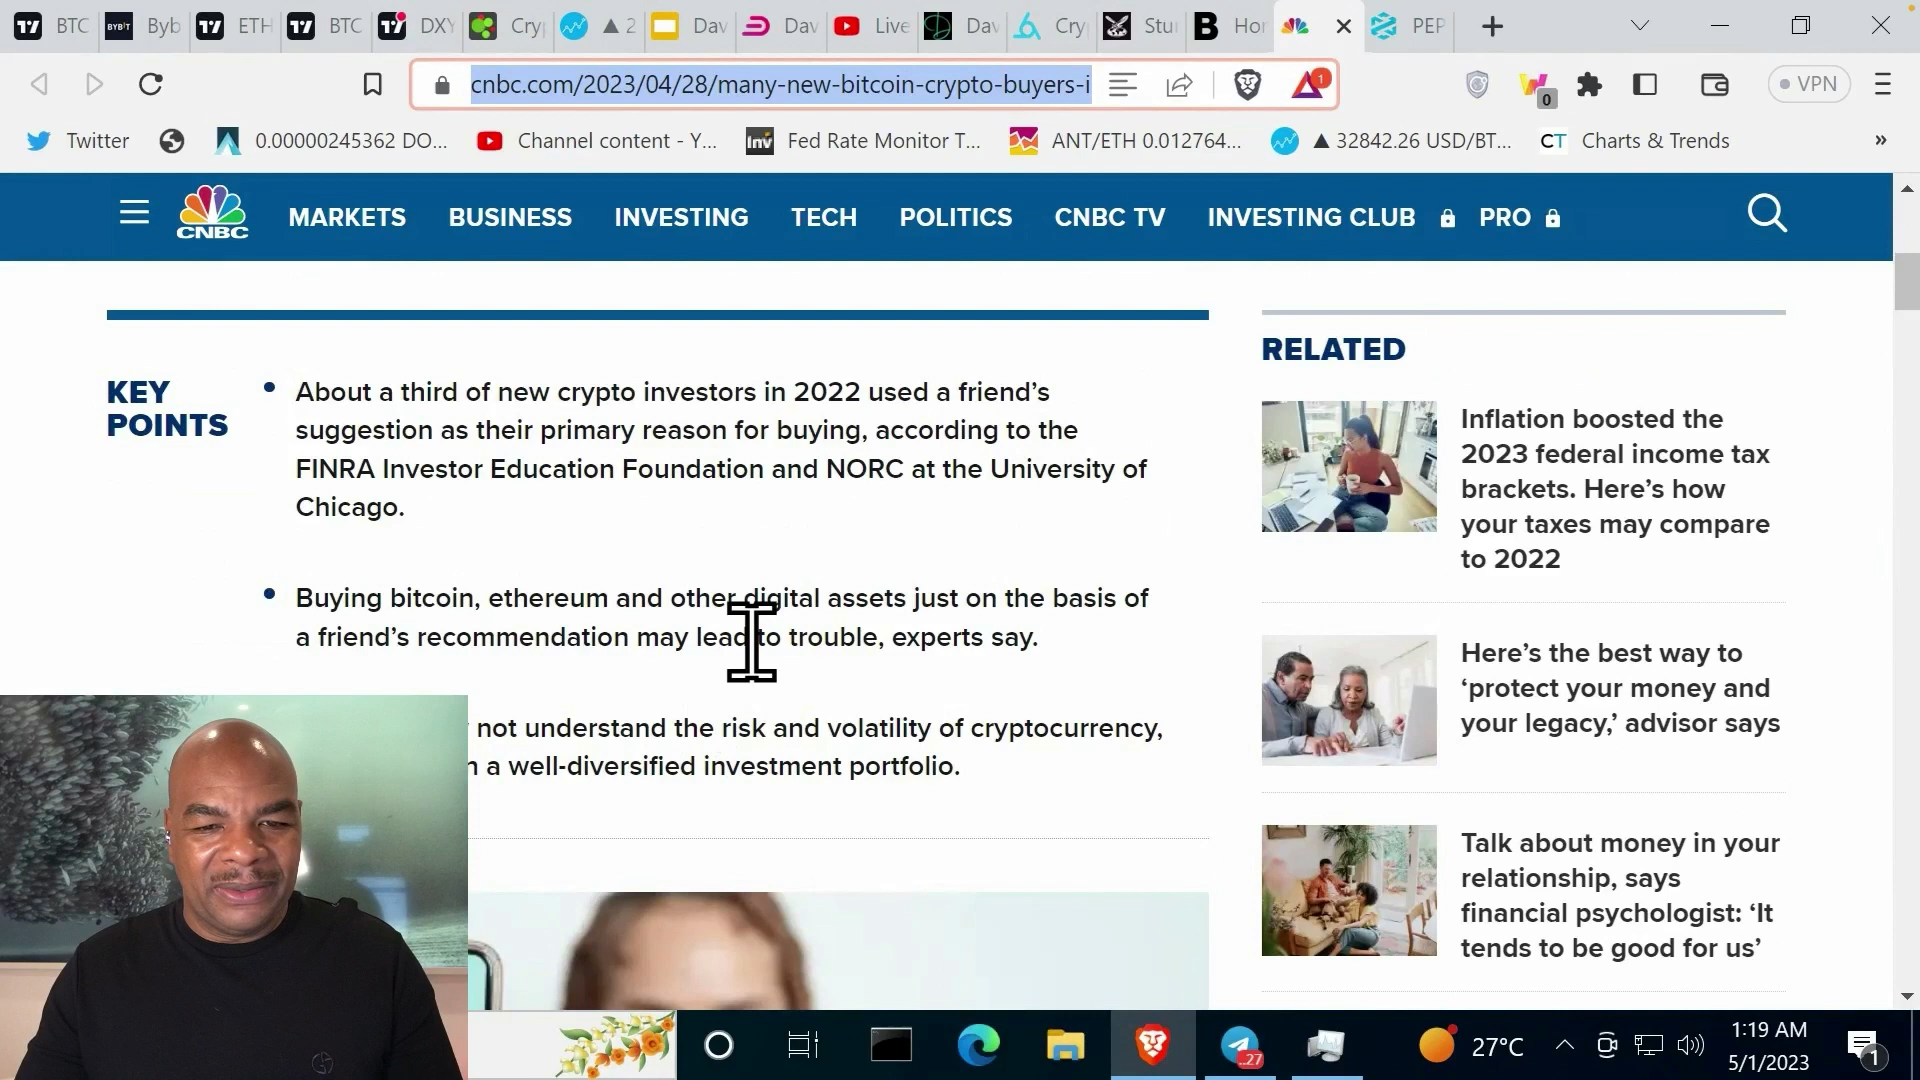 BTC
BYBIT
Byb
ETH
BTC
DXY
Cry
▲ 2
Dav
Dav
Live
Dav
Cry
Stu
Hor
PEP
cnbc.com/2023/04/28/many-new-bitcoin-crypto-buyers-i
1
0
VPN
Twitter
0.00000245362 DO...
Channel content - Y...
Inv
Fed Rate Monitor T...
ANT/ETH 0.012764...
▲ 32842.26 USD/BT...
CT
Charts & Trends
»
CNBC
MARKETS
BUSINESS
INVESTING
TECH
POLITICS
CNBC TV
INVESTING CLUB
PRO
KEY
POINTS
About a third of new crypto investors in 2022 used a friend’s
suggestion as their primary reason for buying, according to the
FINRA Investor Education Foundation and NORC at the University of
Chicago.
Buying bitcoin, ethereum and other digital assets just on the basis of
a friend’s recommendation may lead to trouble, experts say.
not understand the risk and volatility of cryptocurrency,
a well-diversified investment portfolio.
RELATED
Inflation boosted the
2023 federal income tax
brackets. Here’s how
your taxes may compare
to 2022
Here’s the best way to
‘protect your money and
your legacy,’ advisor says
Talk about money in your
relationship, says
financial psychologist: ‘It
tends to be good for us’
..27
27°C
1:19 AM
5/1/2023
1